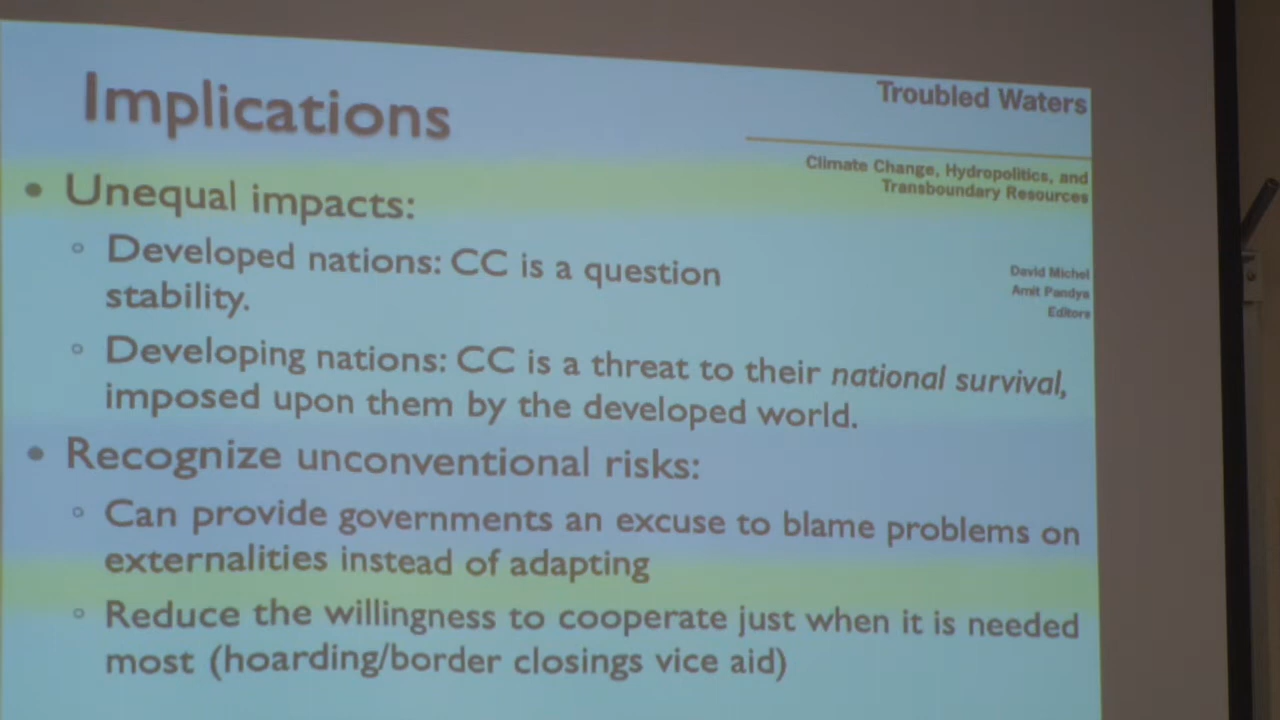 Implications
Troubled Waters
Climate Change, Hydropolitics, and
Transboundary Resources
David Michel
Amit Pandya
Editors
• Unequal impacts:
◦ Developed nations: CC is a question
stability.
◦ Developing nations: CC is a threat to their national survival,
imposed upon them by the developed world.
• Recognize unconventional risks:
◦ Can provide governments an excuse to blame problems on
externalities instead of adapting
◦ Reduce the willingness to cooperate just when it is needed
most (hoarding/border closings vice aid)